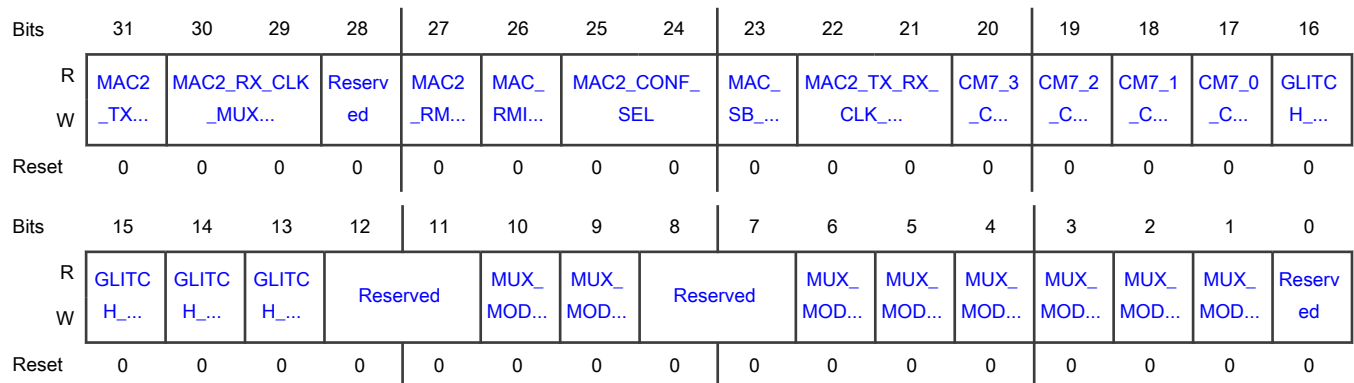 Bits 31 30 29 28 27 26 25 24 23 22 21 20 19 18 17 16
R MAC2 MAC2_RX_CLK Reserv MAC2 MAC_ MAC2_CONF_ MAC_ MAC2_TX_RX_ CM7_3 CM7_2 CM7_1 CM7_0 GLITC
W _TX... _MUX... ed _RM... RMI... SEL SB_... CLK_... _C... _C... _C... _C... H_...
Reset 0 0 0 0 0 0 0 0 0 0 0 0 0 0 0 0
Bits 15 14 13 12 11 10 9 8 7 6 5 4 3 2 1 0
R GLITC GLITC GLITC Reserved MUX_ MUX_ Reserved MUX_ MUX_ MUX_ MUX_ MUX_ MUX_ Reserv
W H_... H_... H_... MOD... MOD... MOD... MOD... MOD... MOD... MOD... MOD... ed
Reset 0 0 0 0 0 0 0 0 0 0 0 0 0 0 0 0